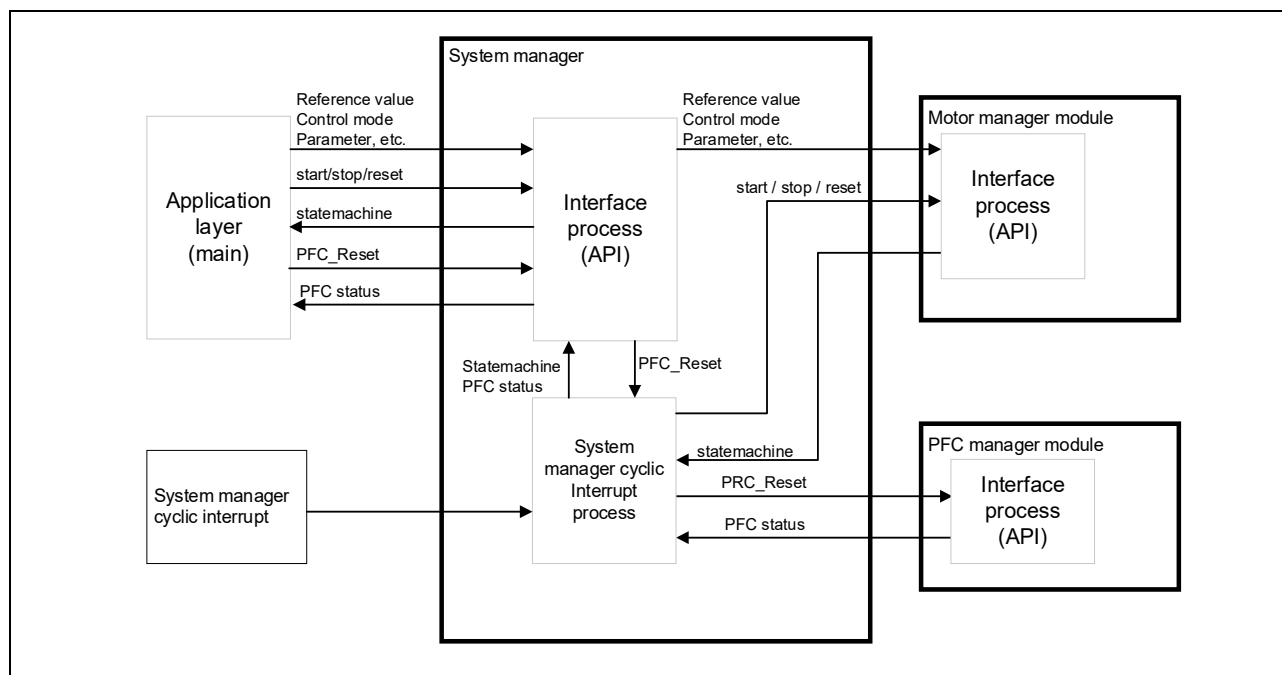 System manager
Reference value
Control mode
Parameter, etc.
start/stop/reset
statemachine
PFC_Reset
PFC status
Application
layer
(main)
Interface
process
(API)
Reference value
Control mode
Parameter, etc.
start / stop / reset
Motor manager module
Interface
process
(API)
Statemachine
PFC status
PFC_Reset
System manager
cyclic interrupt
System
manager cyclic
Interrupt
process
statemachine
PRC_Reset
PFC status
PFC manager module
Interface
process
(API)